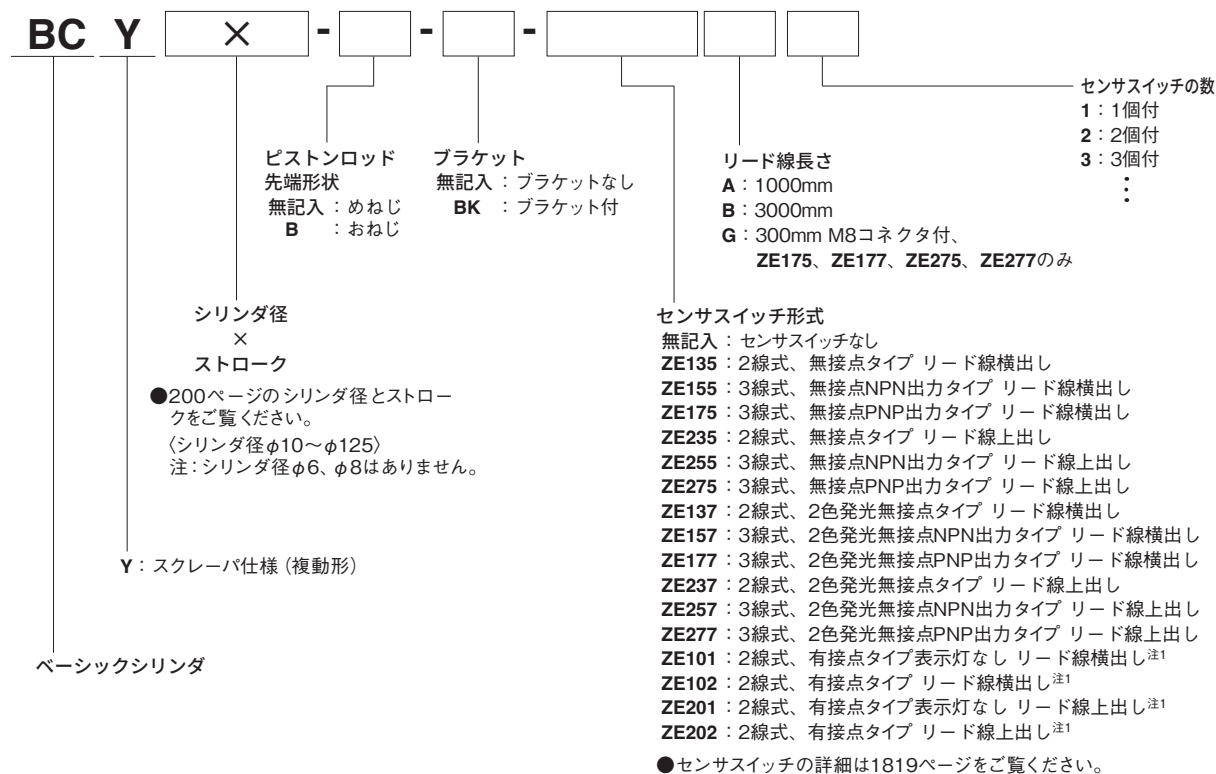 BC Y × - - -
センサスイッチの数
1：1個付
2：2個付
3：3個付
⋮
ピストンロッド
先端形状
無記入：めねじ
B：おねじ
ブラケット
無記入：ブラケットなし
BK：ブラケット付
リード線長さ
A：1000mm
B：3000mm
G：300mm M8コネクタ付、
ZE175、ZE177、ZE275、ZE277のみ
シリンダ径
×
ストローク
●200ページのシリンダ径とストロー
クをご覧ください。
〈シリンダ径φ10〜φ125〉
注：シリンダ径φ6、φ8はありません。
センサスイッチ形式
無記入：センサスイッチなし
ZE135：2線式、無接点タイプ リード線横出し
ZE155：3線式、無接点NPN出力タイプ リード線横出し
ZE175：3線式、無接点PNP出力タイプ リード線横出し
ZE235：2線式、無接点タイプ リード線上出し
ZE255：3線式、無接点NPN出力タイプ リード線上出し
ZE275：3線式、無接点PNP出力タイプ リード線上出し
ZE137：2線式、2色発光無接点タイプ リード線横出し
ZE157：3線式、2色発光無接点NPN出力タイプ リード線横出し
ZE177：3線式、2色発光無接点PNP出力タイプ リード線横出し
ZE237：2線式、2色発光無接点タイプ リード線上出し
ZE257：3線式、2色発光無接点NPN出力タイプ リード線上出し
ZE277：3線式、2色発光無接点PNP出力タイプ リード線上出し
ZE101：2線式、有接点タイプ表示灯なし リード線横出し注1
ZE102：2線式、有接点タイプ リード線横出し注1
ZE201：2線式、有接点タイプ表示灯なし リード線上出し注1
ZE202：2線式、有接点タイプ リード線上出し注1
●センサスイッチの詳細は1819ページをご覧ください。
Y：スクレーパ仕様（複動形）
ベーシックシリンダ